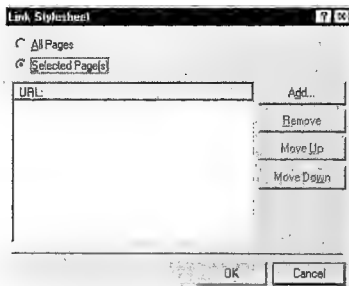 Link Stylesheet
All Pages
Selected Page(s)
URL:
Add...
Remove
Move Up
Move Down
OK
Cancel